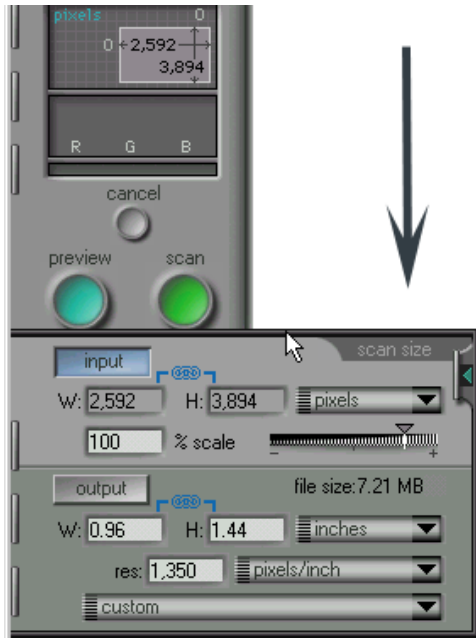 pixels 0
0 2,592
3,894
R G B
cancel
preview scan
scan size
input
W: 2,592 H: 3,894 pixels
100 % scale
- +
output file size:7.21 MB
W: 0.96 H: 1.44 inches
res: 1,350 pixels/inch
custom